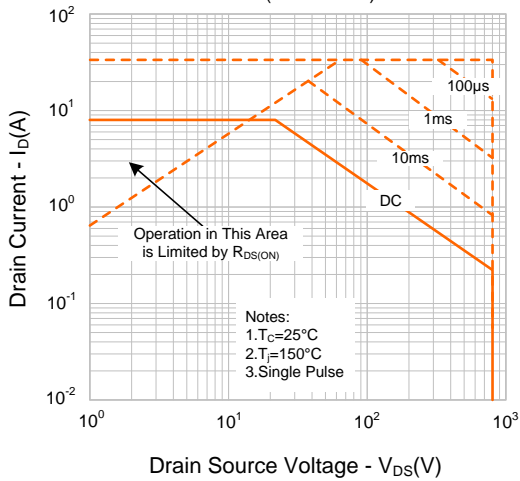 10²
10¹
10⁰
10⁻¹
10⁻²
Drain Current - I_D(A)
100μs
1ms
10ms
DC
Operation in This Area
is Limited by R_DS(ON)
Notes:
1.T_C=25°C
2.T_j=150°C
3.Single Pulse
10⁰
10¹
10²
10³
Drain Source Voltage - V_DS(V)